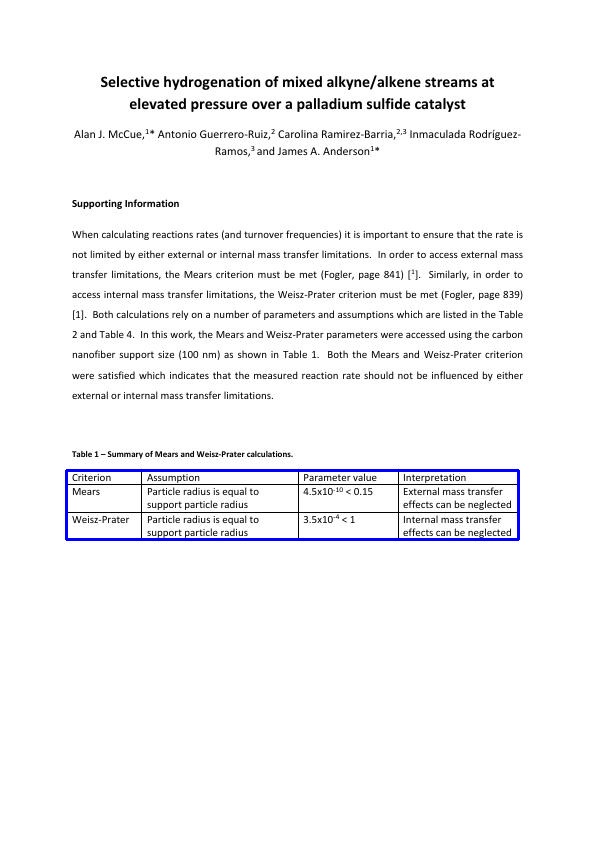 Selective hydrogenation of mixed alkyne/alkene streams at
elevated pressure over a palladium sulfide catalyst
Alan J. McCue,¹* Antonio Guerrero-Ruiz,² Carolina Ramirez-Barria,²,³ Inmaculada Rodríguez-
Ramos,³ and James A. Anderson¹*
Supporting Information
When calculating reactions rates (and turnover frequencies) it is important to ensure that the rate is
not limited by either external or internal mass transfer limitations. In order to access external mass
transfer limitations, the Mears criterion must be met (Fogler, page 841) [¹]. Similarly, in order to
access internal mass transfer limitations, the Weisz-Prater criterion must be met (Fogler, page 839)
[1]. Both calculations rely on a number of parameters and assumptions which are listed in the Table
2 and Table 4. In this work, the Mears and Weisz-Prater parameters were accessed using the carbon
nanofiber support size (100 nm) as shown in Table 1. Both the Mears and Weisz-Prater criterion
were satisfied which indicates that the measured reaction rate should not be influenced by either
external or internal mass transfer limitations.
Table 1 – Summary of Mears and Weisz-Prater calculations.
Criterion Assumption Parameter value Interpretation
Mears Particle radius is equal to 4.5x10⁻¹⁰ < 0.15 External mass transfer
support particle radius effects can be neglected
Weisz-Prater Particle radius is equal to 3.5x10⁻⁴ < 1 Internal mass transfer
support particle radius effects can be neglected